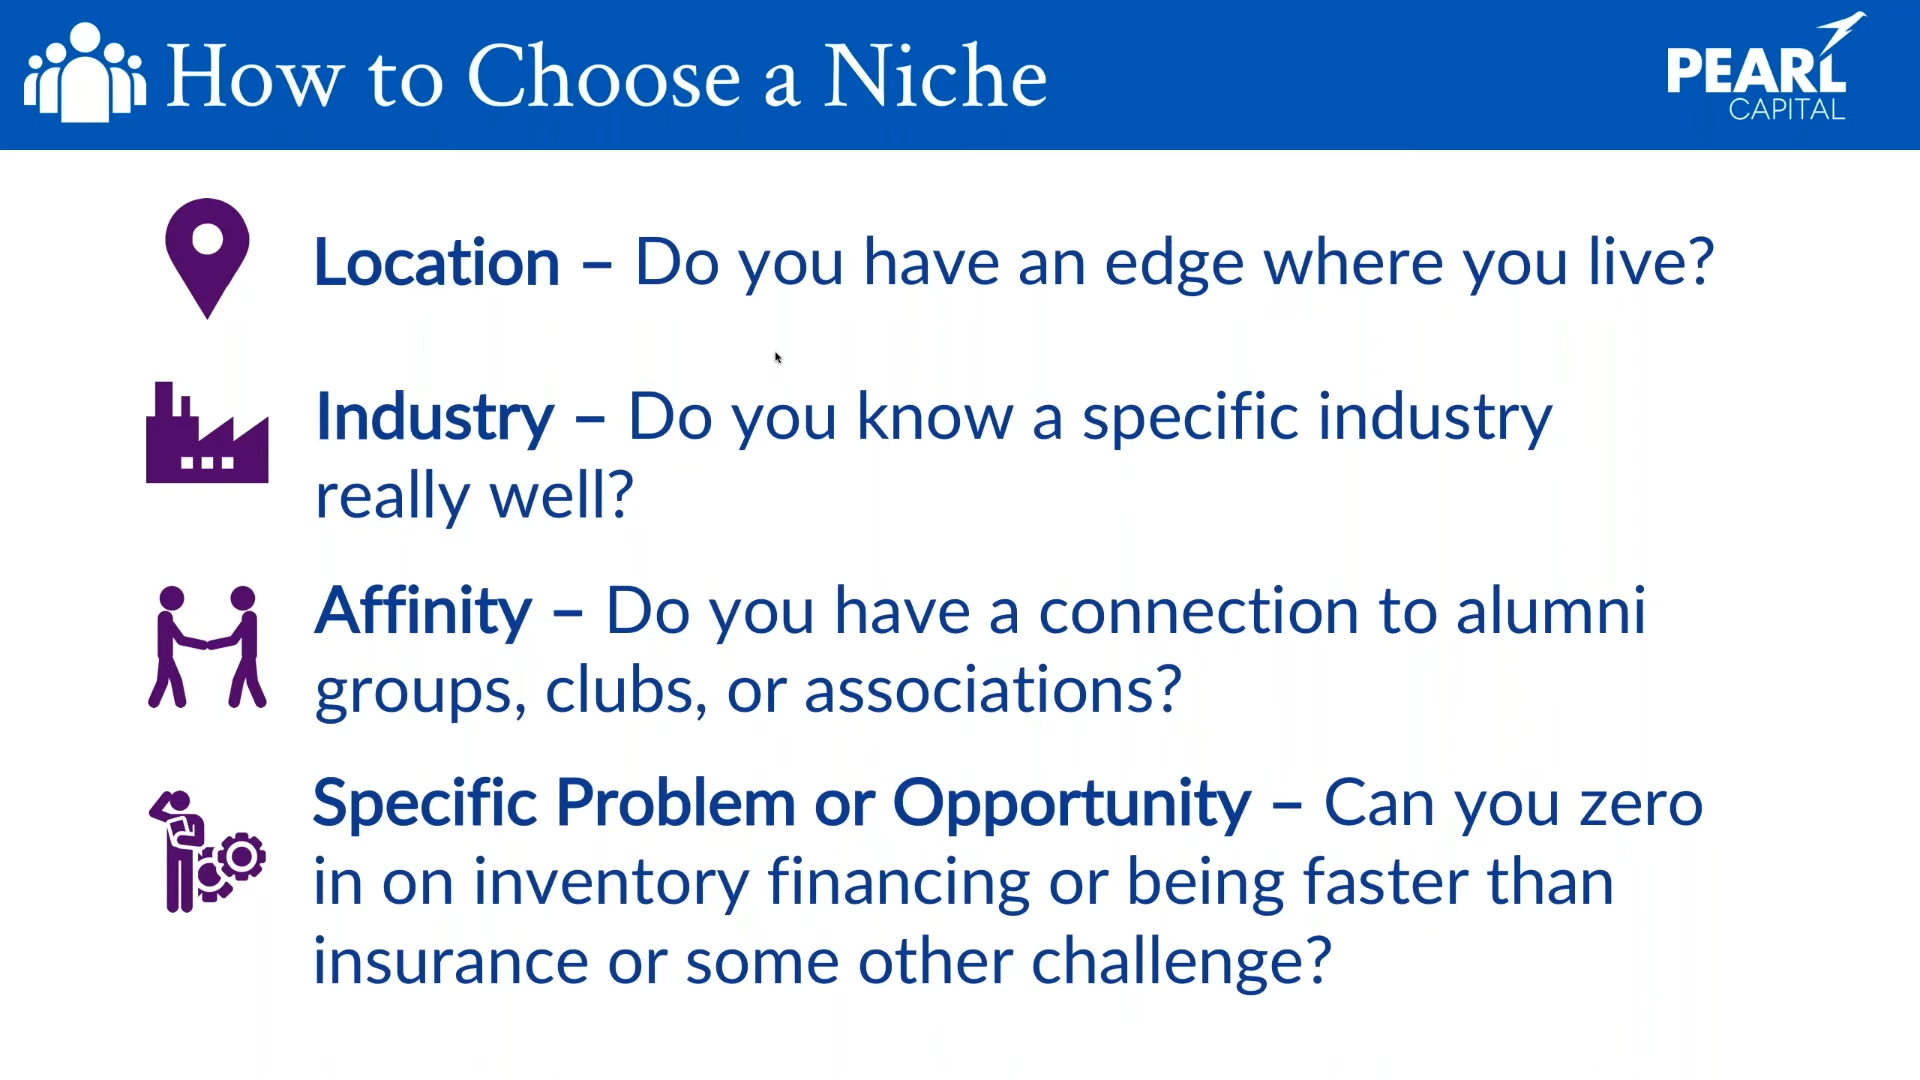 How to Choose a Niche
PEARL
CAPITAL
Location – Do you have an edge where you live?
Industry – Do you know a specific industry
really well?
Affinity – Do you have a connection to alumni
groups, clubs, or associations?
Specific Problem or Opportunity – Can you zero
in on inventory financing or being faster than
insurance or some other challenge?